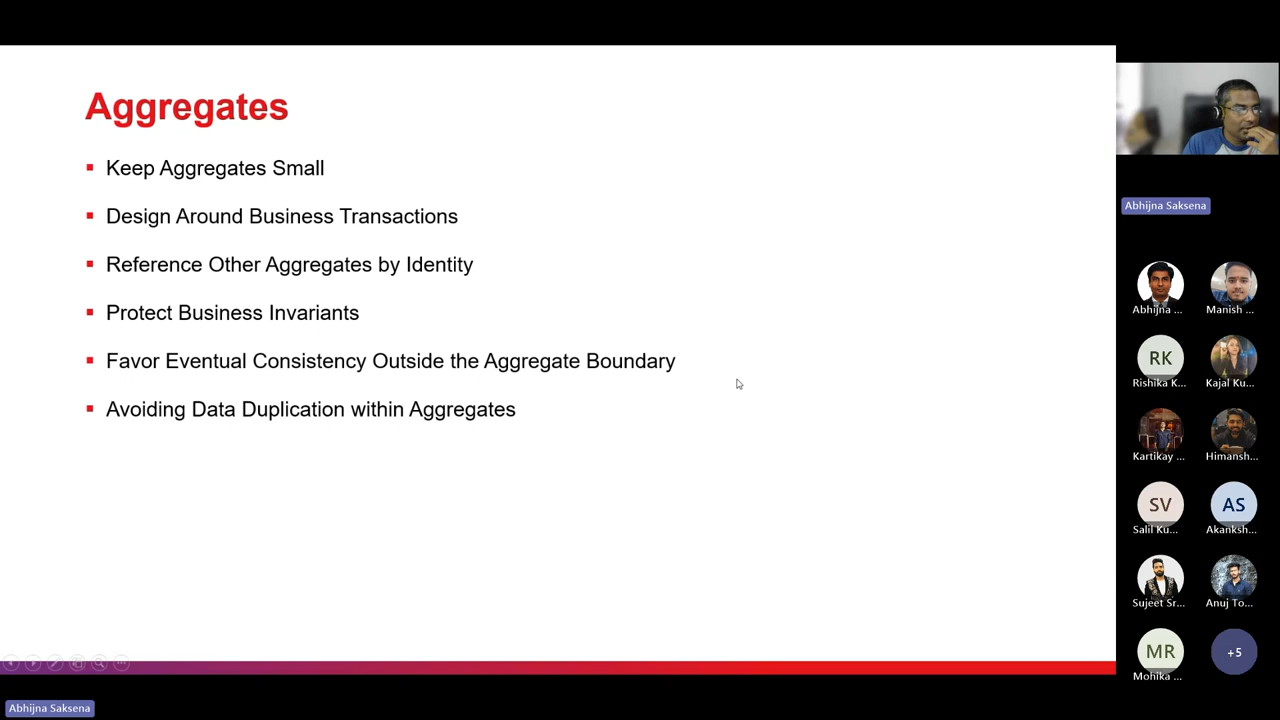 Aggregates
Keep Aggregates Small
Design Around Business Transactions
Reference Other Aggregates by Identity
Protect Business Invariants
Favor Eventual Consistency Outside the Aggregate Boundary
Avoiding Data Duplication within Aggregates
Abhijna Saksena
Abhijna ...
Manish ...
RK
Rishika K...
Kajal Ku...
Kartikay ...
Himansh...
SV
Salil Ku...
AS
Akanksh...
Sujeet Sr...
Anuj To...
MR
Mohika ...
+5
Abhijna Saksena